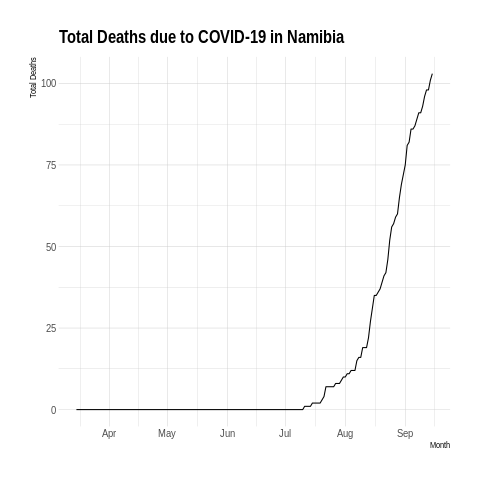 Total Deaths due to COVID-19 in Namibia
Total Deaths
100
75
50
25
0
Apr May Jun Jul Aug Sep
Month